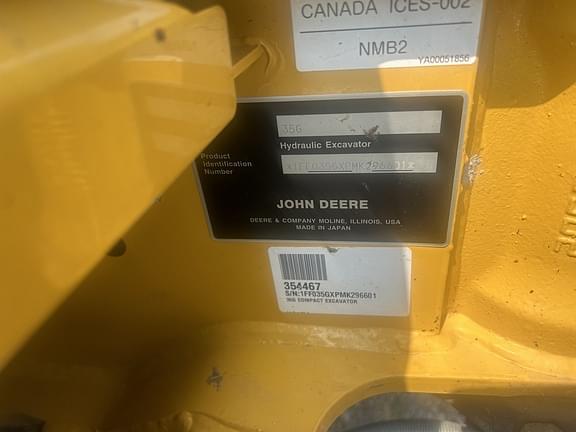 CANADA ICES-002
NMB2
YA00051856
35G
Hydraulic Excavator
Product
Identification
Number
*1FF035GXPMK296601*
JOHN DEERE
DEERE & COMPANY MOLINE, ILLINOIS, USA
MADE IN JAPAN
354467
S/N:1FF035GXPMK296601
35G COMPACT EXCAVATOR